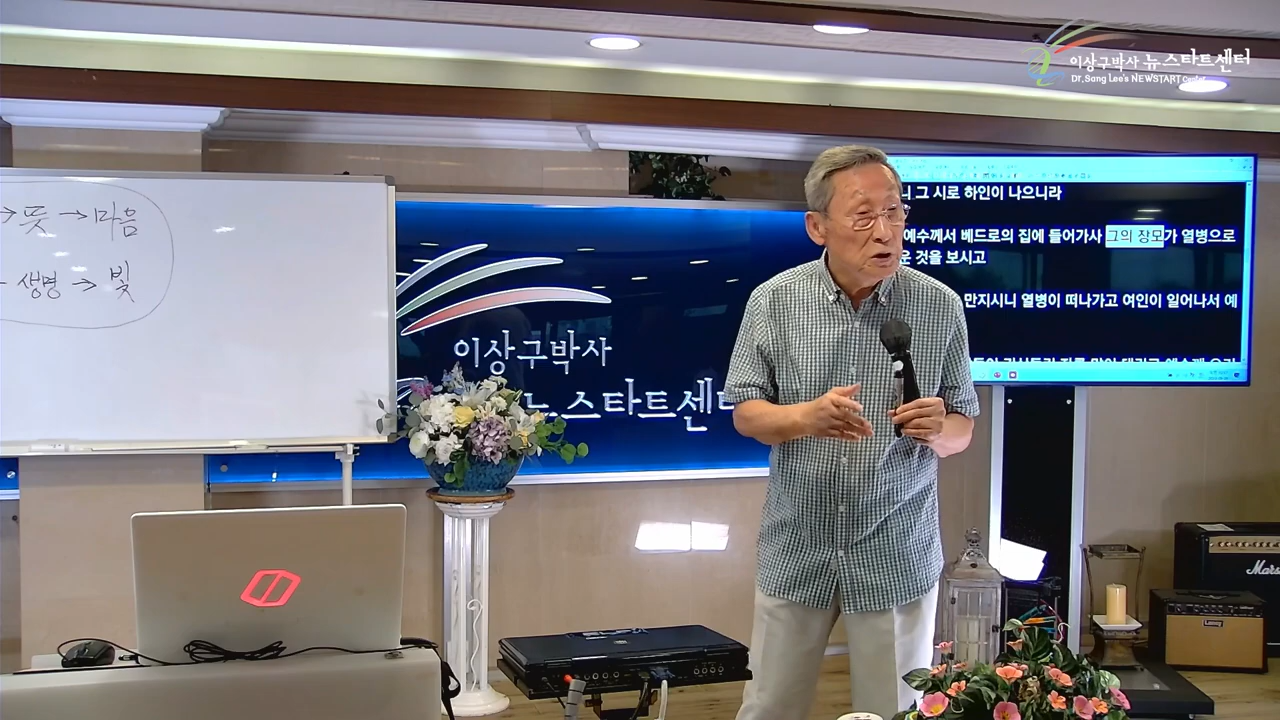 이상구박사 뉴스타트센터
Dr. Sang Lee's NEWSTART Center
→ 뜻 → 마음
생명 → 빛
이상구박사
뉴스타트센터
그 시로 하인이 나으니라
예수께서 베드로의 집에 들어가사 그의 장모가 열병으로
운 것을 보시고
만지시니 열병이 떠나가고 여인이 일어나서 예
Mars
Laney